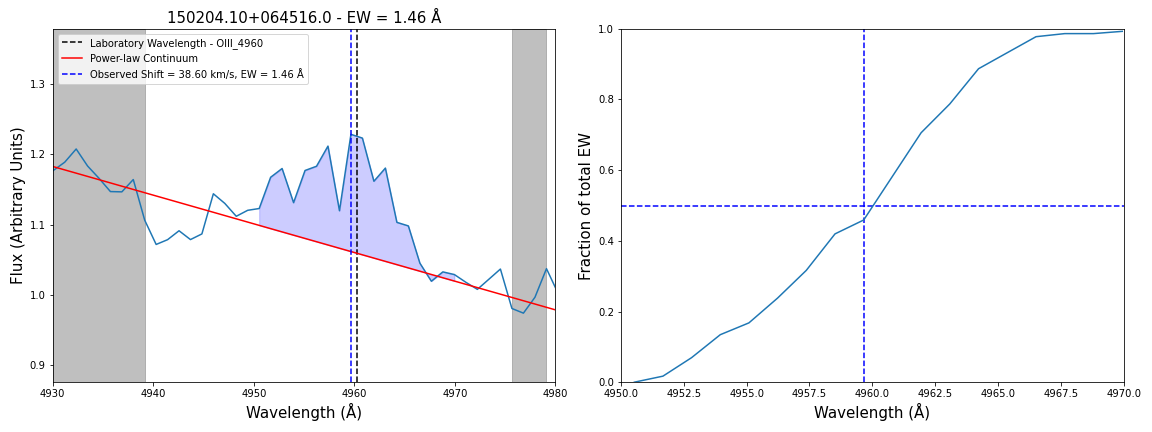 150204.10+064516.0 - EW = 1.46 Å
Laboratory Wavelength - OIII_4960
Power-law Continuum
Observed Shift = 38.60 km/s, EW = 1.46 Å
Flux (Arbitrary Units)
1.3
1.2
1.1
1.0
0.9
4930 4940 4950 4960 4970 4980
Wavelength (Å)
Fraction of total EW
1.0
0.8
0.6
0.4
0.2
0.0
4950.0 4952.5 4955.0 4957.5 4960.0 4962.5 4965.0 4967.5 4970.0
Wavelength (Å)